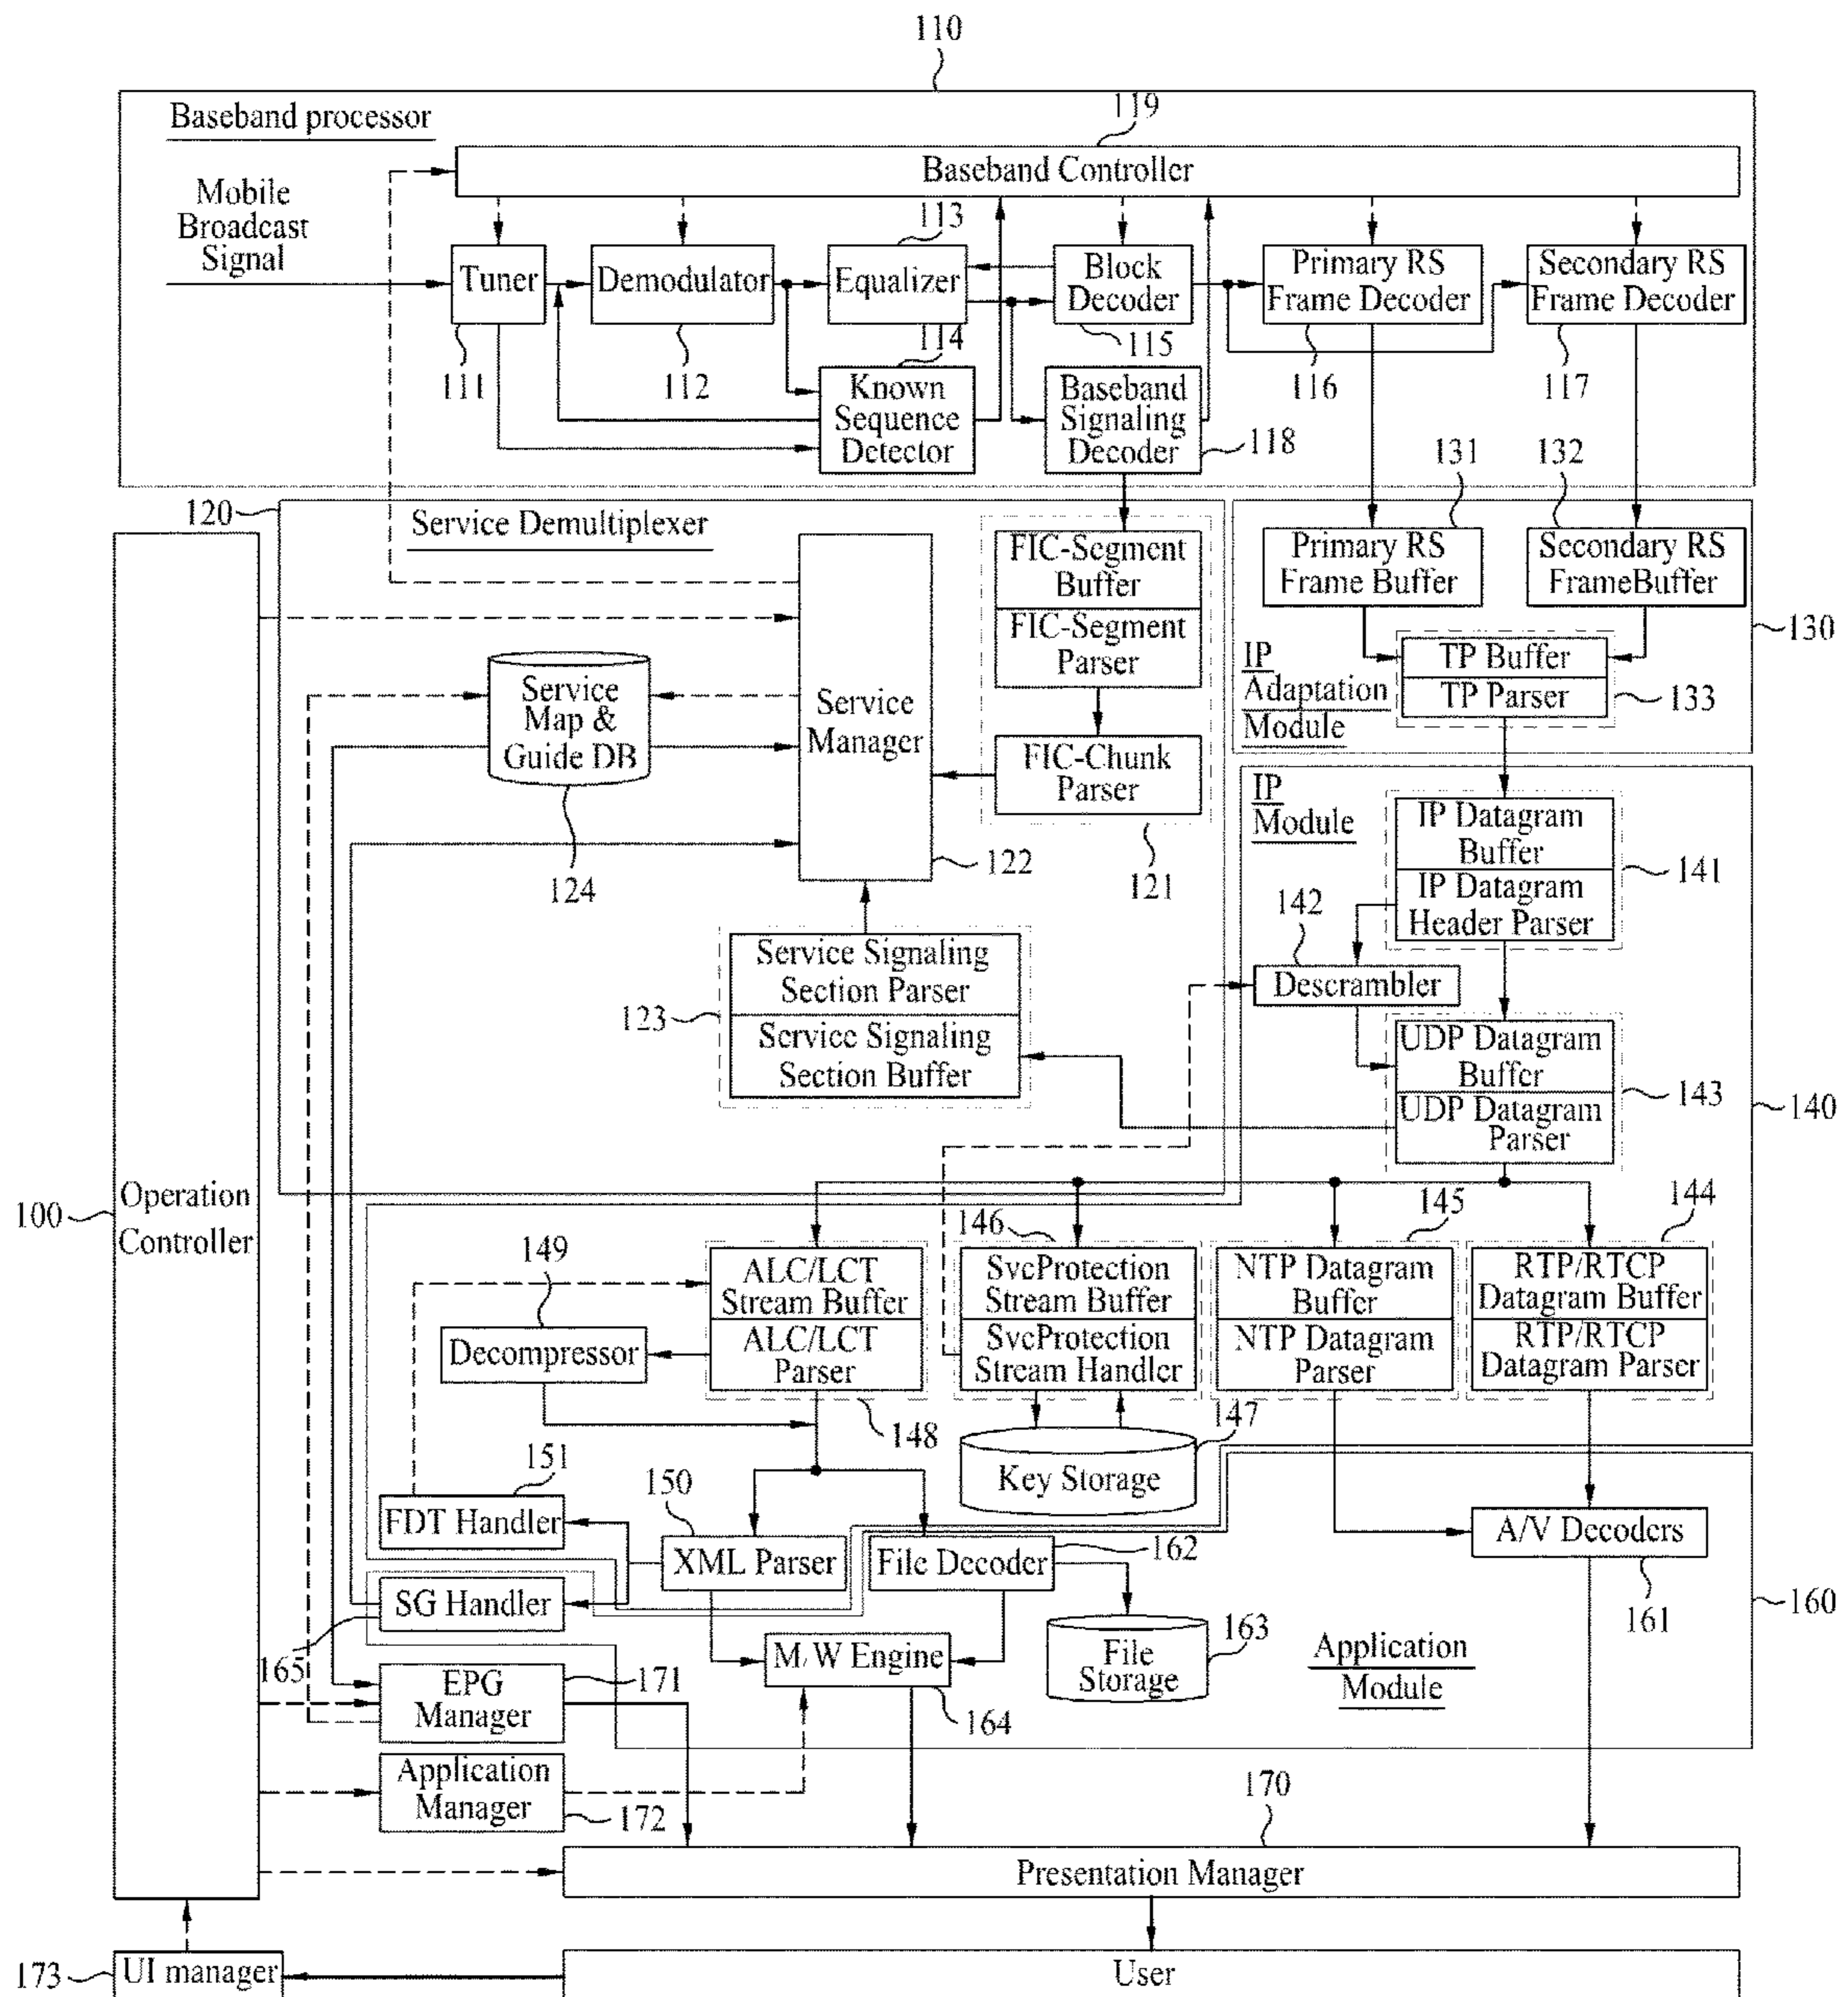 110
Baseband processor
119
Baseband Controller
Mobile
Broadcast
Signal
113
Tuner
Demodulator
Equalizer
Block
Decoder
Primary RS
Frame Decoder
Secondary RS
Frame Decoder
111
112
114
115
116
117
Known
Sequence
Detector
Baseband
Signaling
Decoder
118
131
132
120
Service Demultiplexer
FIC-Segment
Buffer
FIC-Segment
Parser
Primary RS
Frame Buffer
Secondary RS
FrameBuffer
130
IP
Adaptation
Module
TP Buffer
TP Parser
133
Service
Map &
Guide DB
124
Service
Manager
122
FIC-Chunk
Parser
121
IP
Module
IP Datagram
Buffer
IP Datagram
Header Parser
141
142
Descrambler
123
Service Signaling
Section Parser
Service Signaling
Section Buffer
UDP Datagram
Buffer
UDP Datagram
Parser
143
140
100
Operation
Controller
149
146
145
144
Decompressor
ALC/LCT
Stream Buffer
ALC/LCT
Parser
148
SvcProtection
Stream Buffer
SvcProtection
Stream Handler
NTP Datagram
Buffer
NTP Datagram
Parser
RTP/RTCP
Datagram Buffer
RTP/RTCP
Datagram Parser
147
Key Storage
151
150
FDT Handler
XML Parser
162
File Decoder
A/V Decoders
161
160
SG Handler
165
M/W Engine
164
File
Storage
163
Application
Module
EPG
Manager
171
Application
Manager
172
170
Presentation Manager
173
UI manager
User